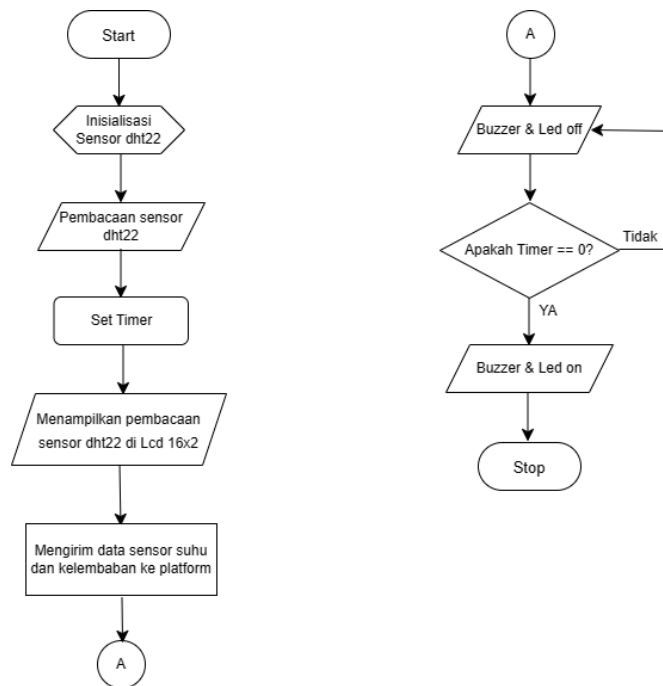 Start
Inisialisasi
Sensor dht22
Pembacaan sensor
dht22
Set Timer
Menampilkan pembacaan
sensor dht22 di Lcd 16x2
Mengirim data sensor suhu
dan kelembaban ke platform
A
A
Buzzer & Led off
Apakah Timer == 0?
Tidak
YA
Buzzer & Led on
Stop